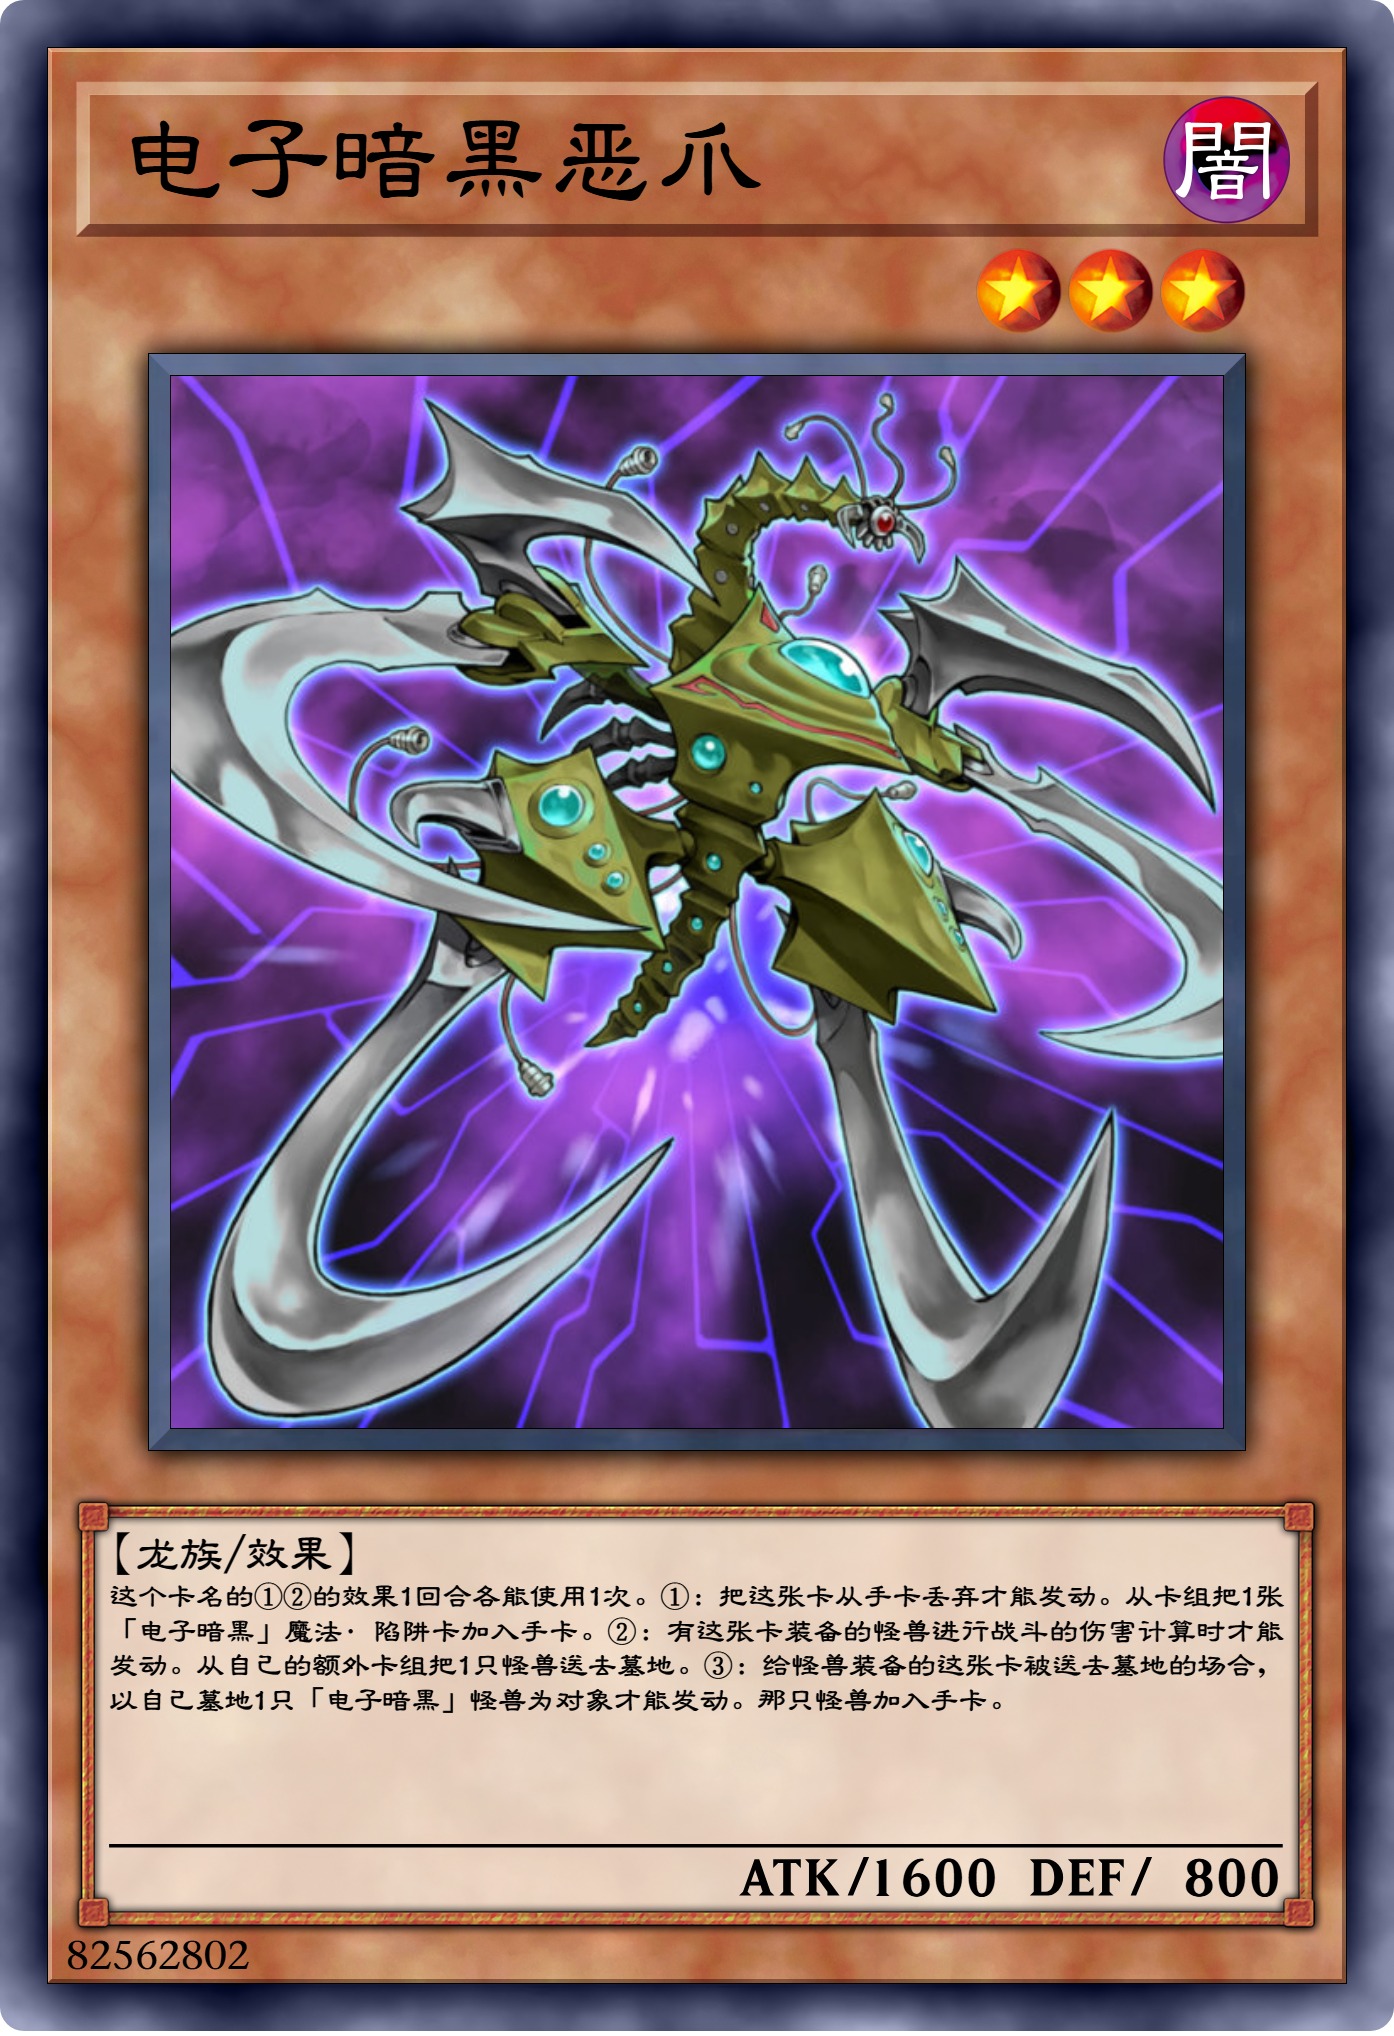 电子暗黑恶爪
闇
【龙族/效果】
这个卡名的①②的效果1回合各能使用1次。①：把这张卡从手卡丢弃才能发动。从卡组把1张
「电子暗黑」魔法·陷阱卡加入手卡。②：有这张卡装备的怪兽进行战斗的伤害计算时才能
发动。从自己的额外卡组把1只怪兽送去墓地。③：给怪兽装备的这张卡被送去墓地的场合，
以自己墓地1只「电子暗黑」怪兽为对象才能发动。那只怪兽加入手卡。
ATK/1600 DEF/ 800
82562802